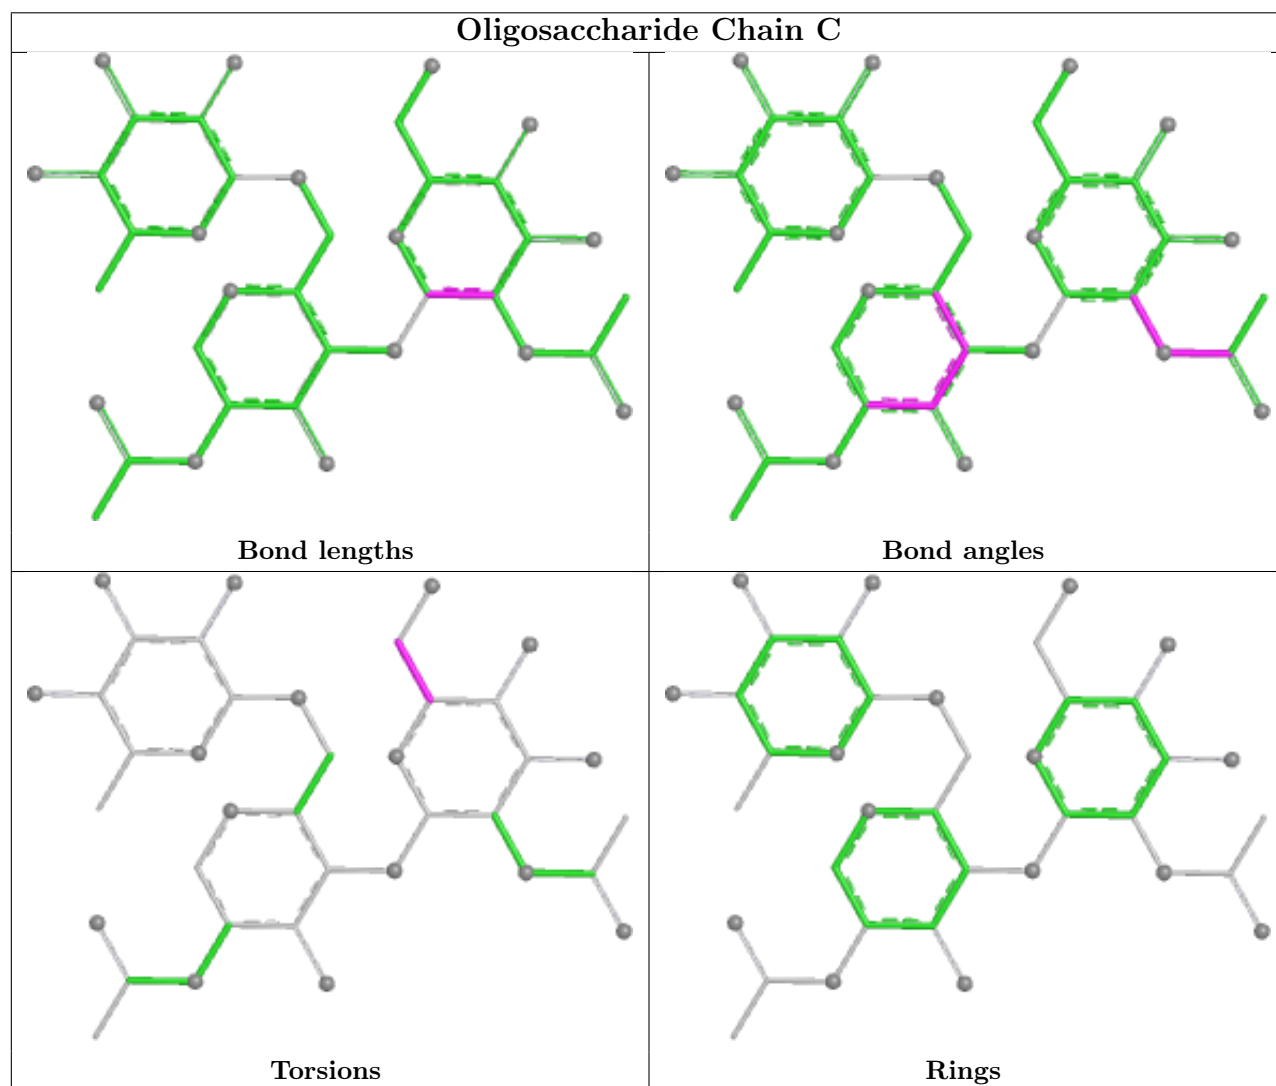 Oligosaccharide Chain C
Bond lengths
Bond angles
Torsions
Rings